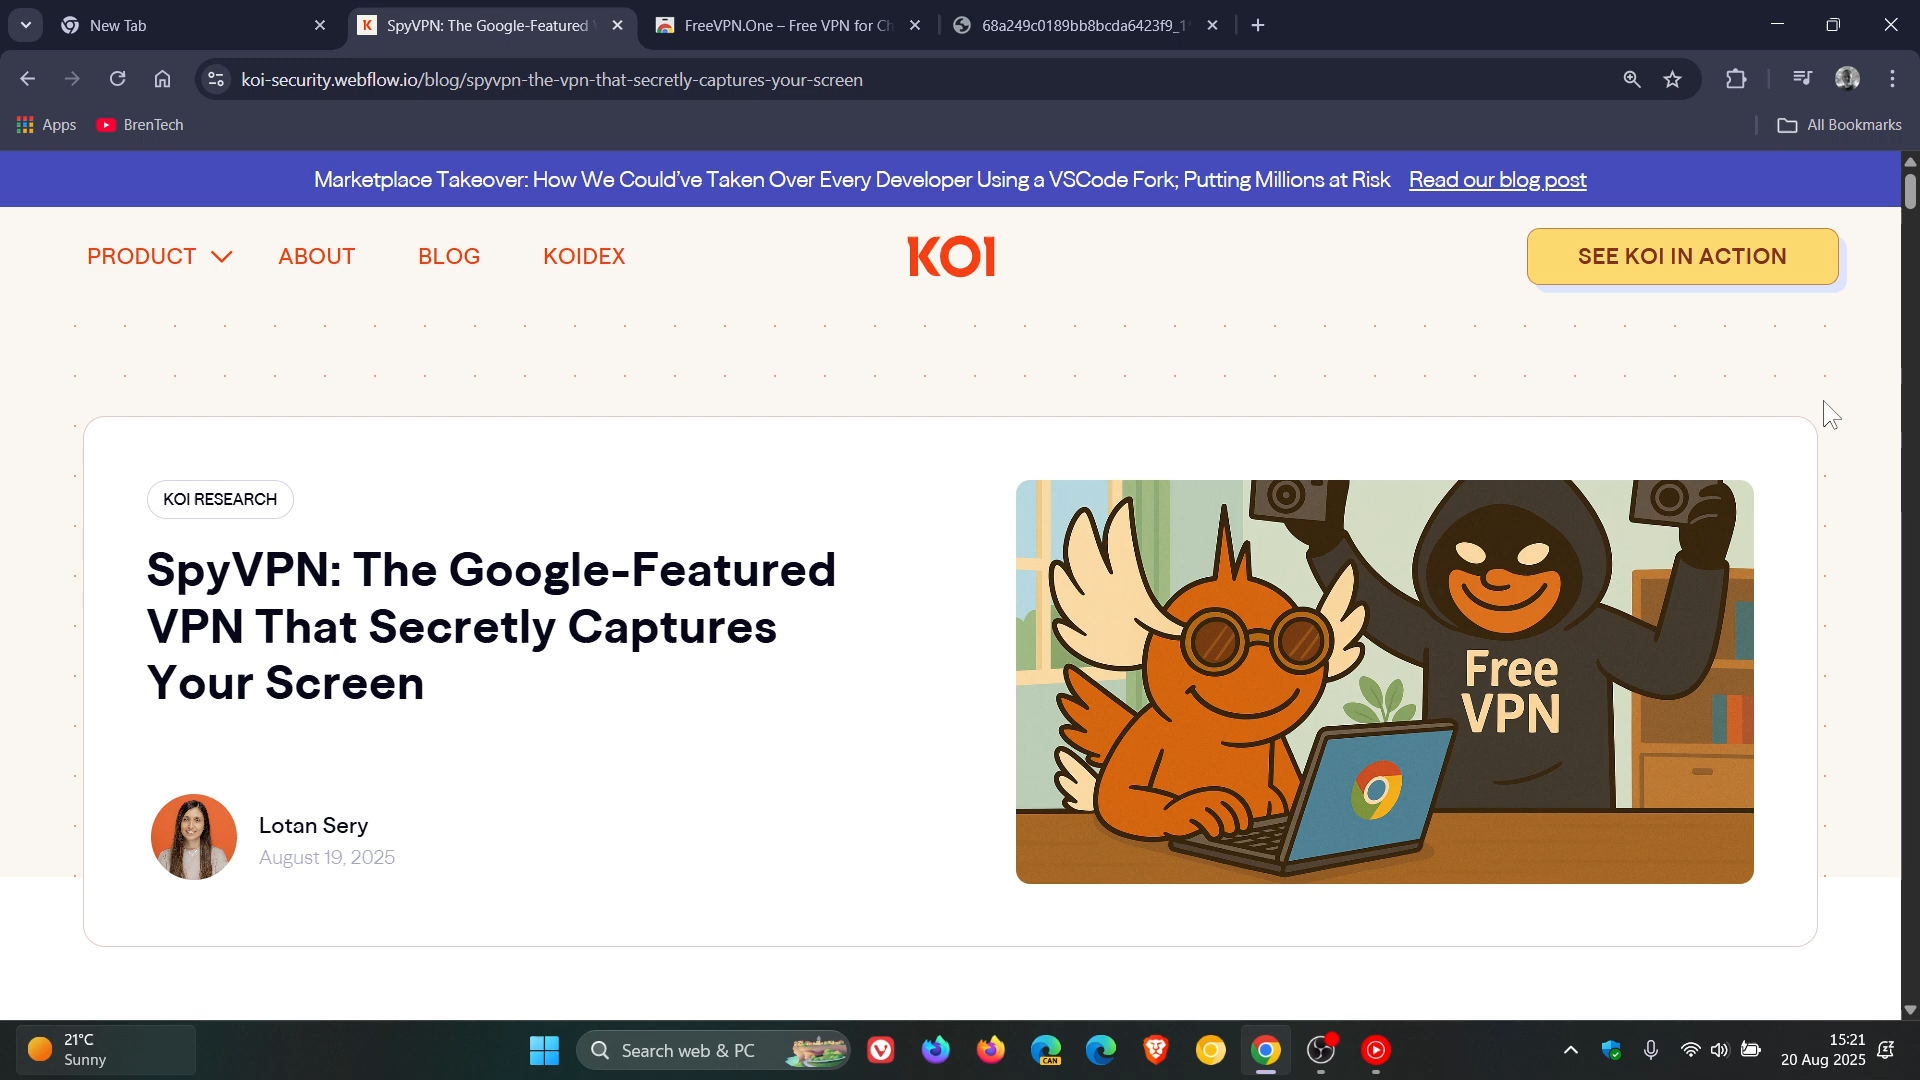 New Tab
SpyVPN: The Google-Featured
FreeVPN.One – Free VPN for Ch
68a249c0189bb8bcda6423f9_1
koi-security.webflow.io/blog/spyvpn-the-vpn-that-secretly-captures-your-screen
Apps
BrenTech
All Bookmarks
Marketplace Takeover: How We Could’ve Taken Over Every Developer Using a VSCode Fork; Putting Millions at Risk Read our blog post
PRODUCT
ABOUT
BLOG
KOIDEX
KOI
SEE KOI IN ACTION
KOI RESEARCH
SpyVPN: The Google-Featured
VPN That Secretly Captures
Your Screen
Lotan Sery
August 19, 2025
Free
VPN
21°C
Sunny
Search web & PC
CAN
15:21
20 Aug 2025